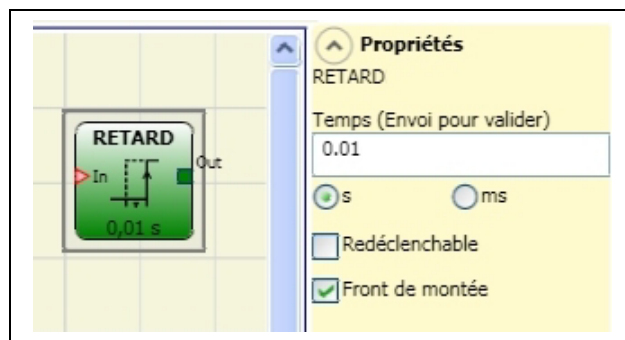 RETARD
In
Out
0,01 s
Propriétés
RETARD
Temps (Envoi pour valider)
0.01
s
ms
Redéclenchable
Front de montée